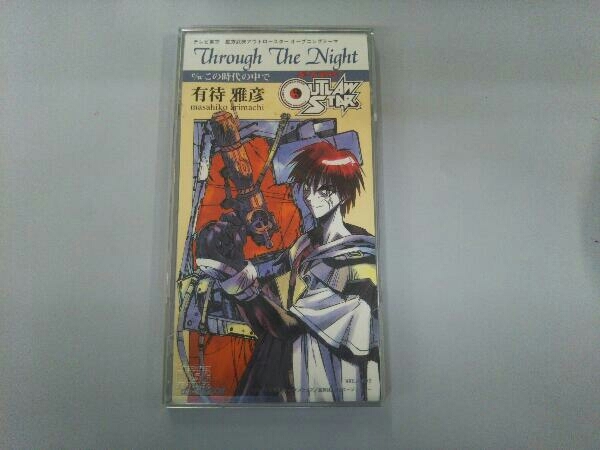 テレビ東京 星方武侠アウトロースター オープニングテーマ
Through The Night
c/w この時代の中で
有待 雅彦
masahiko arimachi
OUTLAW
STAR